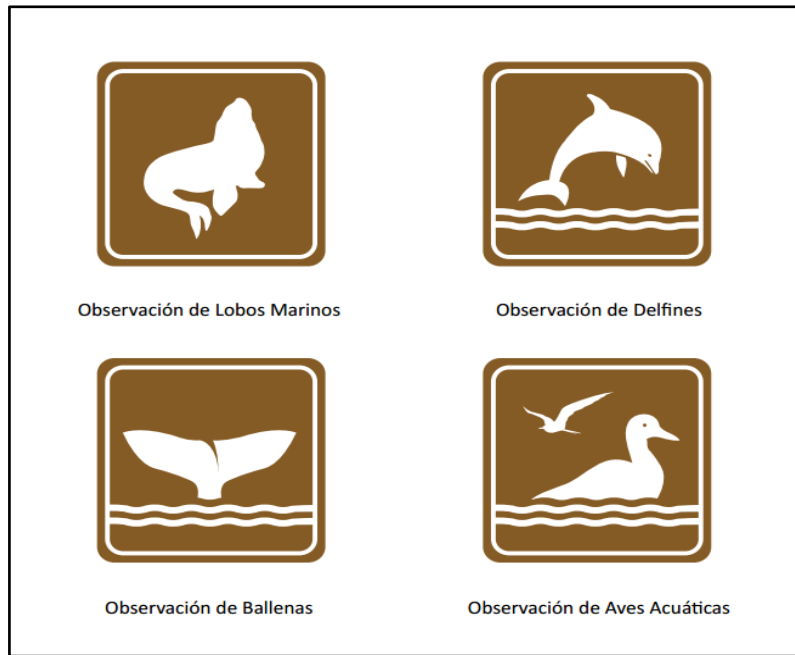 Observación de Lobos Marinos
Observación de Delfines
Observación de Ballenas
Observación de Aves Acuáticas